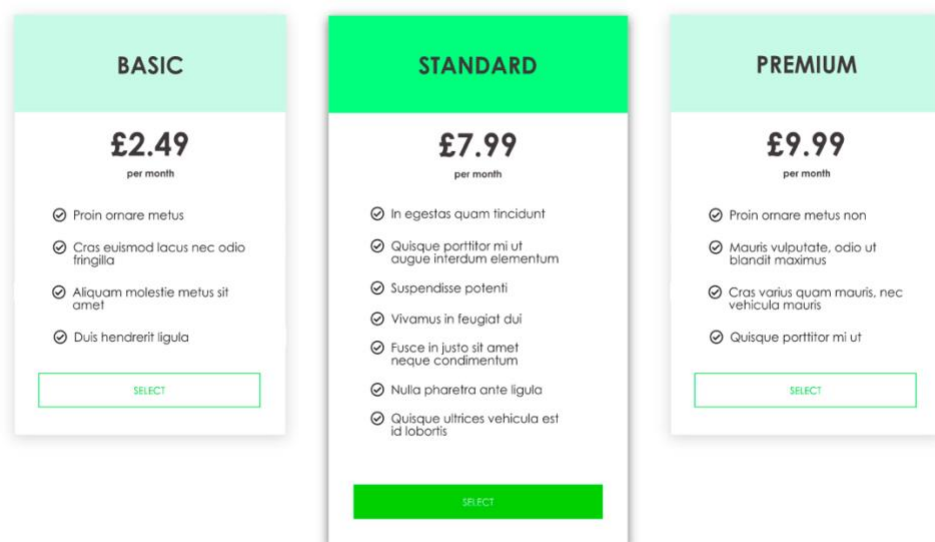 BASIC
£2.49
per month
Proin ornare metus
Cras euismod lacus nec odio
fringilla
Aliquam molestie metus sit
amet
Duis hendrerit ligula
SELECT
STANDARD
£7.99
per month
In egestas quam tincidunt
Quisque porttitor mi ut
augue interdum elementum
Suspendisse potenti
Vivamus in feugiat dui
Fusce in justo sit amet
neque condimentum
Nulla pharetra ante ligula
Quisque ultrices vehicula est
id lobortis
SELECT
PREMIUM
£9.99
per month
Proin ornare metus non
Mauris vulputate, odio ut
blandit maximus
Cras varius quam mauris, nec
vehicula mauris
Quisque porttitor mi ut
SELECT